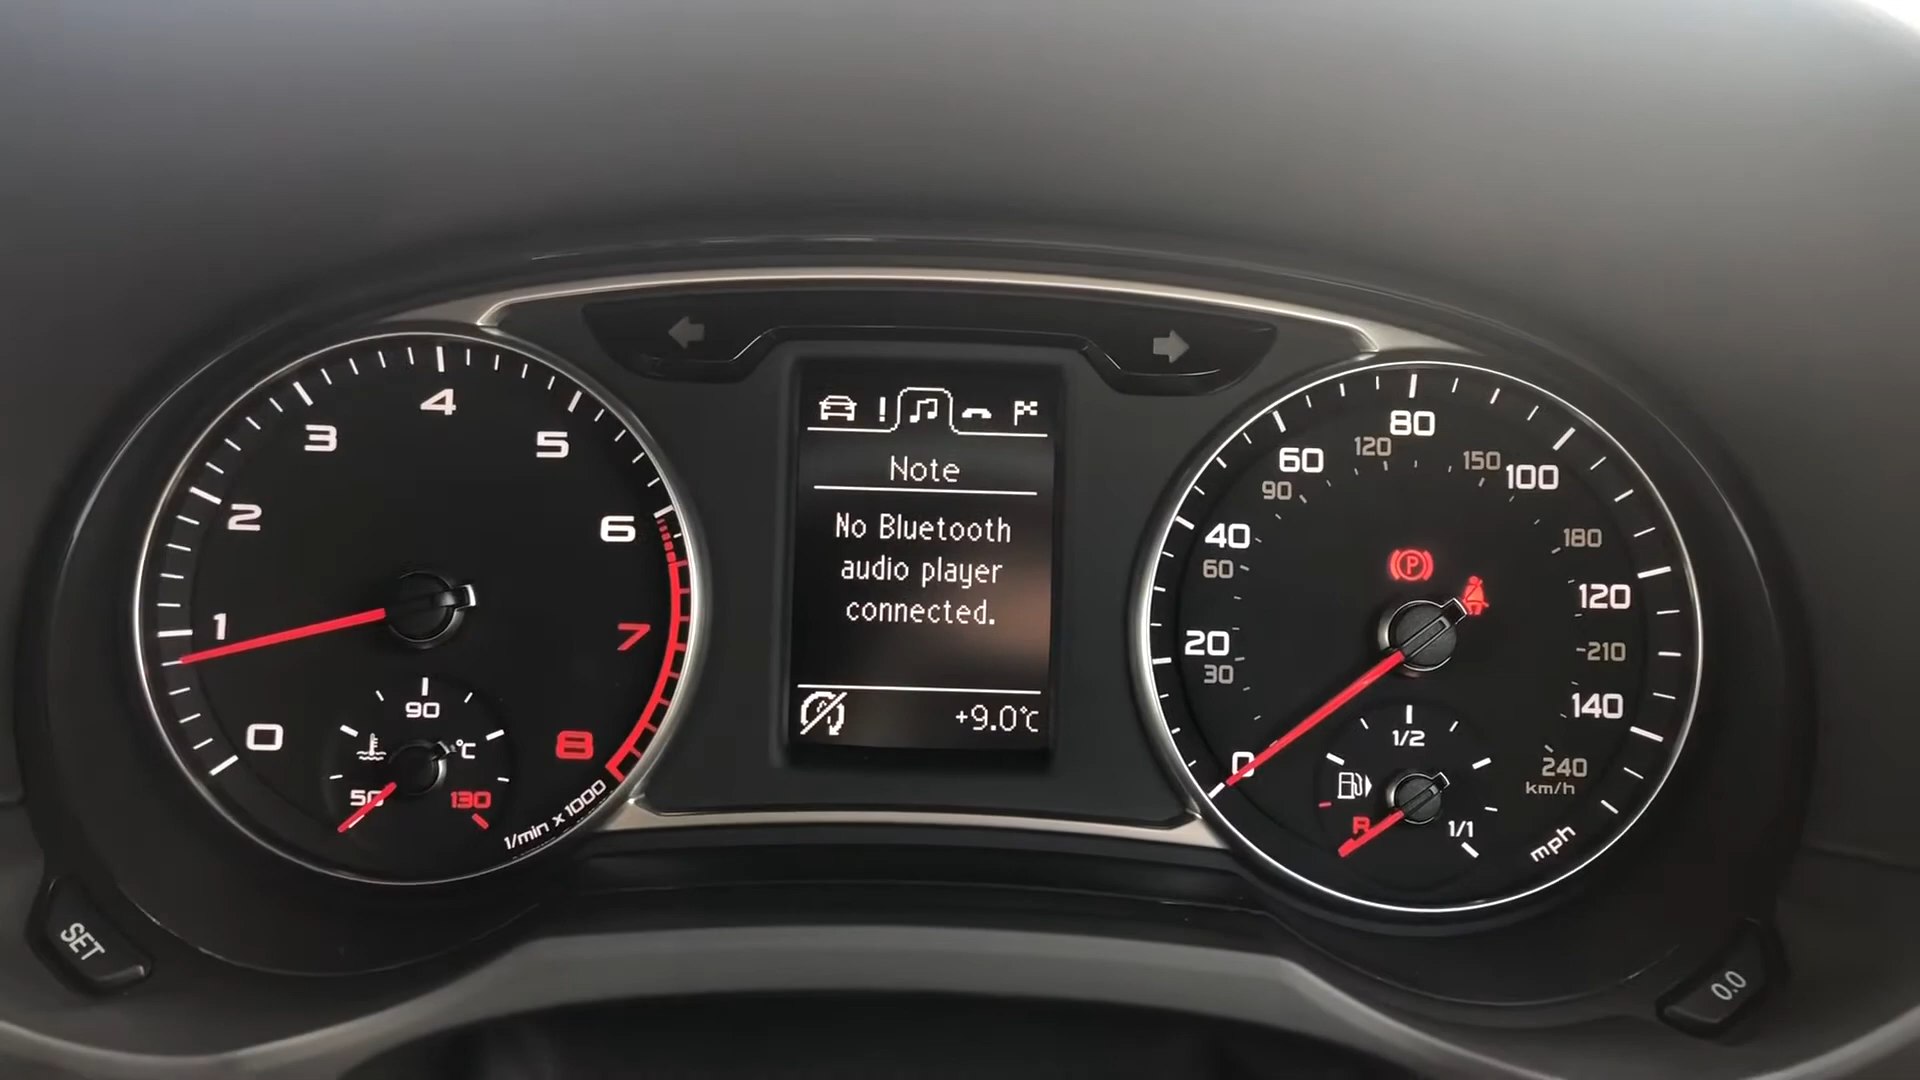 0
1
2
3
4
5
6
7
8
1/min x 1000
50
90
130
°C
Note
No Bluetooth
audio player
connected.
+9.0°C
0
20
40
60
80
100
120
140
mph
30
60
90
120
150
180
210
240
km/h
P
R
1/2
1/1
SET
0.0